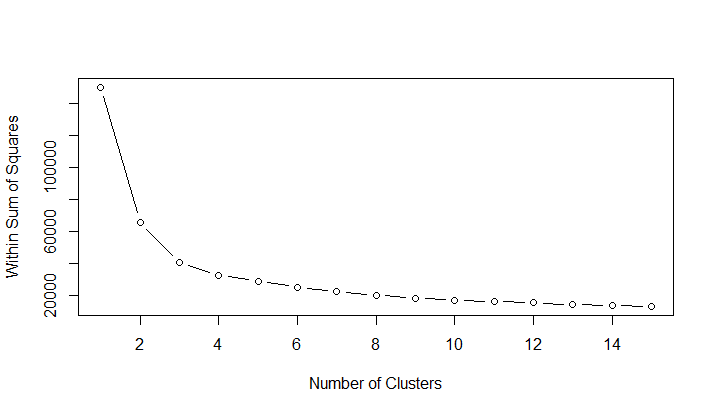 Within Sum of Squares
20000 60000 100000
2 4 6 8 10 12 14
Number of Clusters